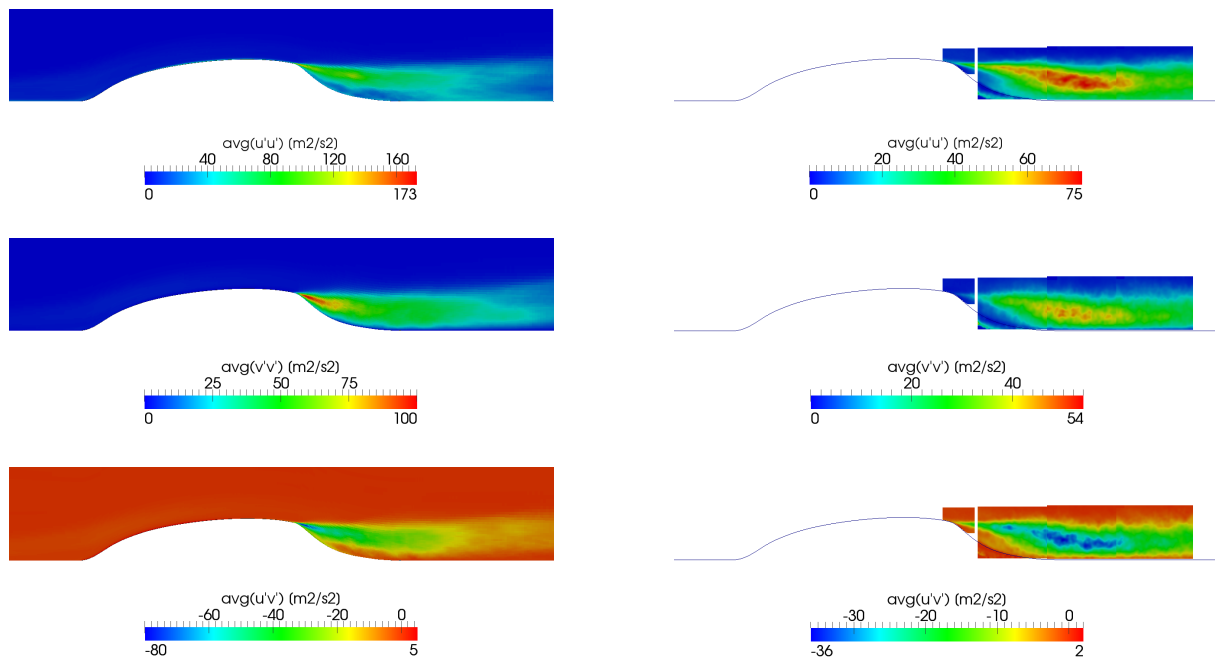 avg(u'u') [m2/s2]
40 80 120 160
0 173
avg(u'u') [m2/s2]
20 40 60
0 75
avg(v'v') [m2/s2]
25 50 75
0 100
avg(v'v') [m2/s2]
20 40
0 54
avg(u'v') [m2/s2]
-60 -40 -20 0
-80 5
avg(u'v') [m2/s2]
-30 -20 -10 0
-36 2